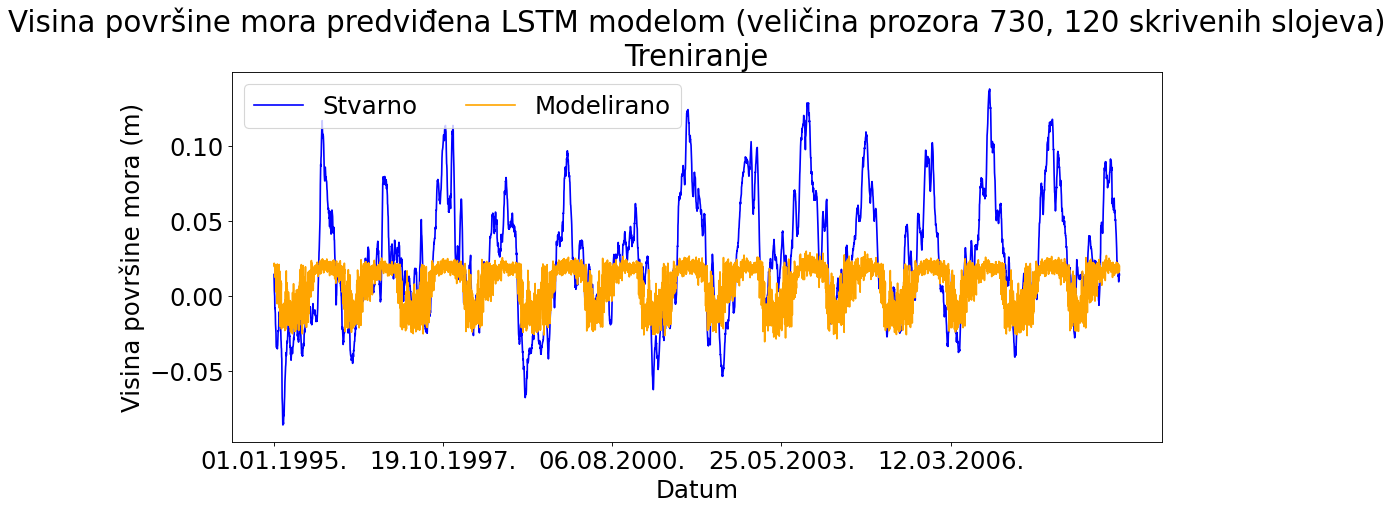 Visina površine mora predviđena LSTM modelom (veličina prozora 730, 120 skrivenih slojeva)
Treniranje
Stvarno
Modelirano
Visina površine mora (m)
0.10
0.05
0.00
−0.05
01.01.1995.
19.10.1997.
06.08.2000.
25.05.2003.
12.03.2006.
Datum